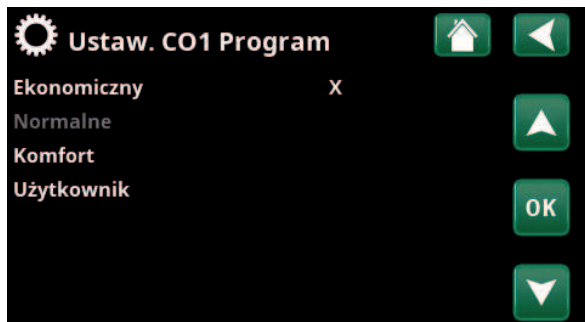 Ustaw. CO1 Program
Ekonomiczny X
Normalne
Komfort
Użytkownik
OK